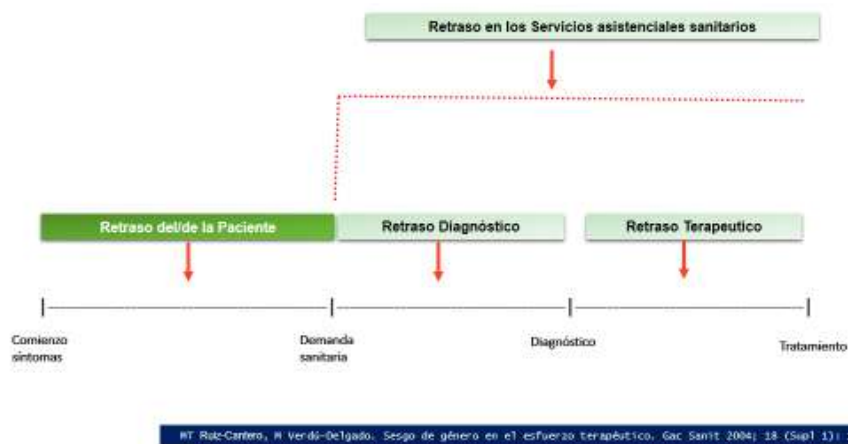 Retraso en los Servicios asistenciales sanitarios
Retraso del/de la Paciente
Retraso Diagnóstico
Retraso Terapeutico
Comienzo
síntomas
Demanda
sanitaria
Diagnóstico
Tratamiento
MT Ruiz-Cantero, M Verdú-Delgado. Sesgo de género en el esfuerzo terapéutico. Gac Sanit 2004; 18 (Supl 1):